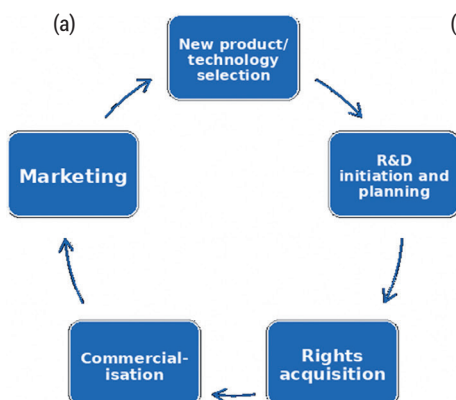 (a)
(
New product/
technology
selection
R&D
initiation and
planning
Rights
acquisition
Commercial-
isation
Marketing